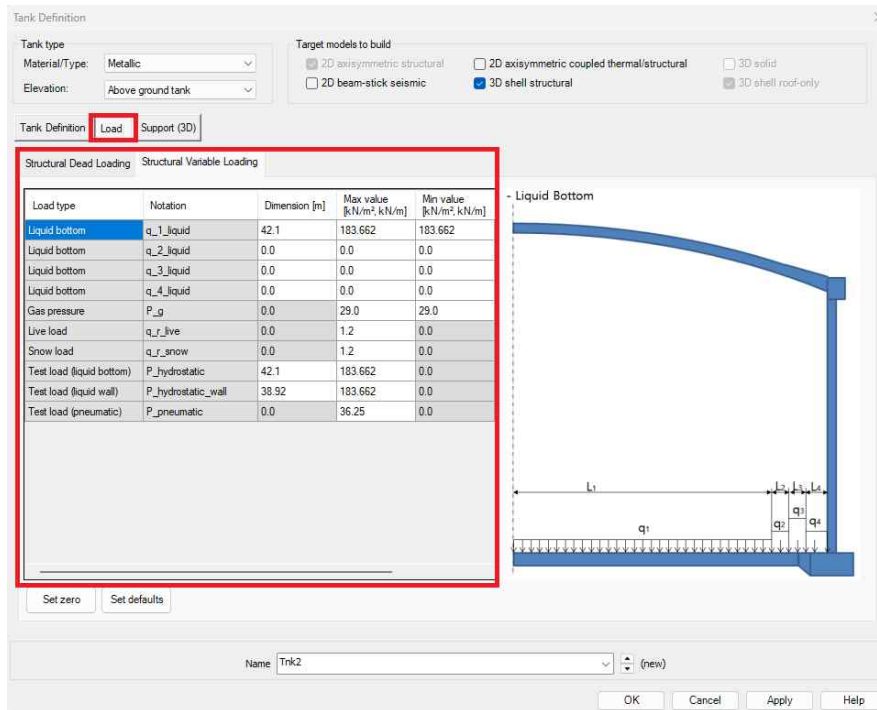 Tank Definition
Tank type
Material/Type: Metallic
Elevation: Above ground tank
Target models to build
2D axisymmetric structural 2D axisymmetric coupled thermal/structural 3D solid
2D beam-stick seismic 3D shell structural 3D shell roof-only
Tank Definition Load Support (3D)
Structural Dead Loading Structural Variable Loading
Load type Notation Dimension [m] Max value [kN/m², kN/m] Min value [kN/m², kN/m]
Liquid bottom q_1_liquid 42.1 183.662 183.662
Liquid bottom q_2_liquid 0.0 0.0 0.0
Liquid bottom q_3_liquid 0.0 0.0 0.0
Liquid bottom q_4_liquid 0.0 0.0 0.0
Gas pressure P_g 0.0 29.0 29.0
Live load q_r_live 0.0 1.2 0.0
Snow load q_r_snow 0.0 1.2 0.0
Test load (liquid bottom) P_hydrostatic 42.1 183.662 0.0
Test load (liquid wall) P_hydrostatic_wall 38.92 183.662 0.0
Test load (pneumatic) P_pneumatic 0.0 36.25 0.0
- Liquid Bottom
L1 L2 L3 L4
q1 q2 q3 q4
Set zero Set defaults
Name Tnk2 (new)
OK Cancel Apply Help